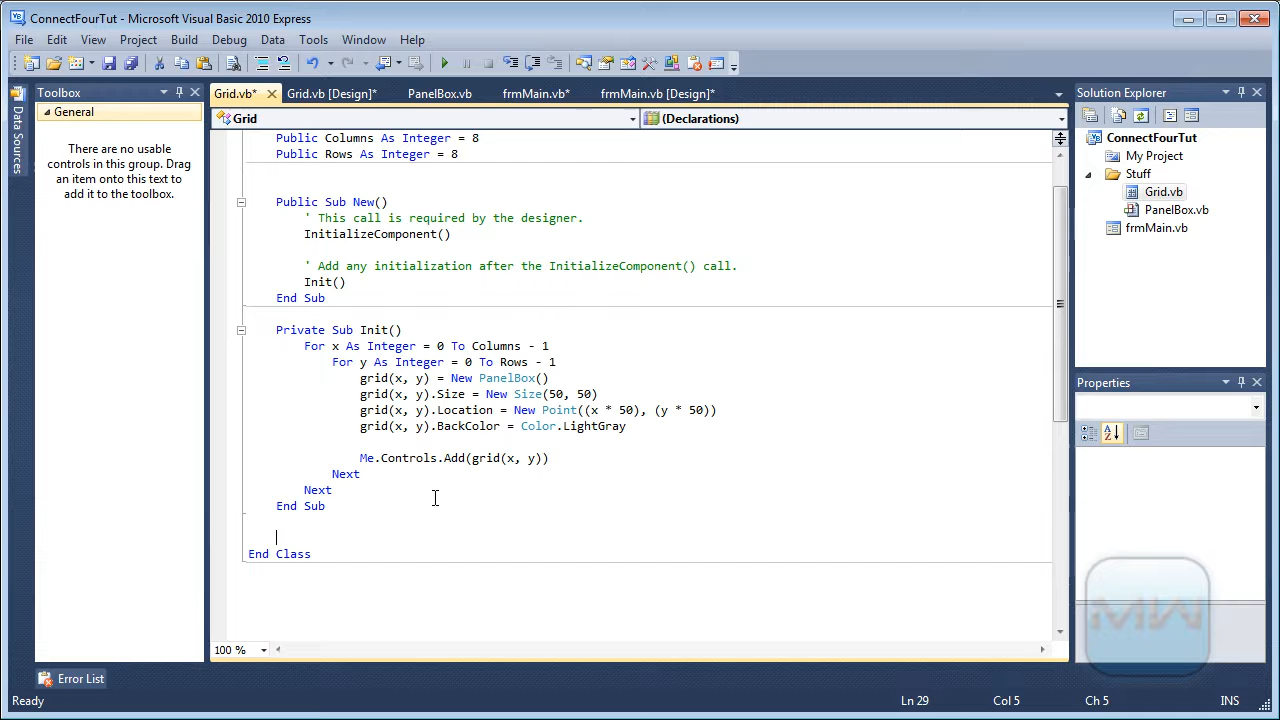 ConnectFourTut - Microsoft Visual Basic 2010 Express
File Edit View Project Build Debug Data Tools Window Help
Toolbox
Grid.vb* Grid.vb [Design]* PanelBox.vb frmMain.vb* frmMain.vb [Design]*
Solution Explorer
Data Sources
General
There are no usable
controls in this group. Drag
an item onto this text to
add it to the toolbox.
Grid (Declarations)
Public Columns As Integer = 8
Public Rows As Integer = 8
Public Sub New()
' This call is required by the designer.
InitializeComponent()
' Add any initialization after the InitializeComponent() call.
Init()
End Sub
Private Sub Init()
For x As Integer = 0 To Columns - 1
For y As Integer = 0 To Rows - 1
grid(x, y) = New PanelBox()
grid(x, y).Size = New Size(50, 50)
grid(x, y).Location = New Point((x * 50), (y * 50))
grid(x, y).BackColor = Color.LightGray
Me.Controls.Add(grid(x, y))
Next
Next
End Sub
End Class
100 %
ConnectFourTut
My Project
Stuff
Grid.vb
PanelBox.vb
frmMain.vb
Properties
MW
Error List
Ready Ln 29 Col 5 Ch 5 INS